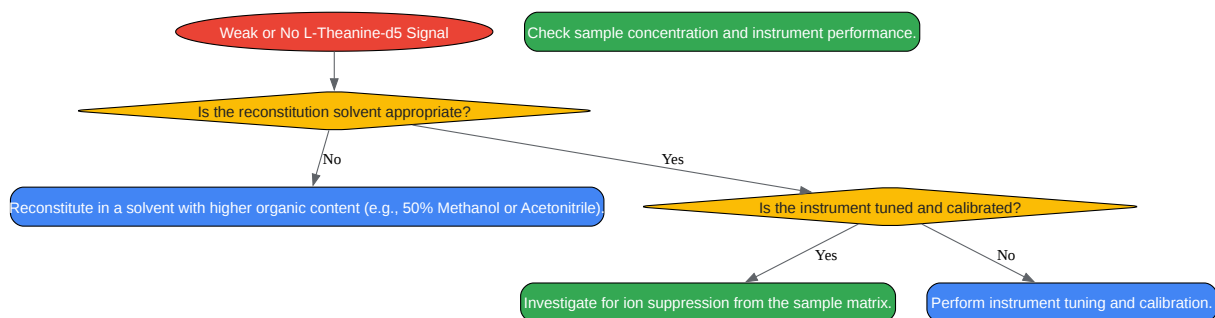 Weak or No L-Theanine-d5 Signal
Check sample concentration and instrument performance.
Is the reconstitution solvent appropriate?
No
Yes
Reconstitute in a solvent with higher organic content (e.g., 50% Methanol or Acetonitrile).
Is the instrument tuned and calibrated?
Yes
No
Investigate for ion suppression from the sample matrix.
Perform instrument tuning and calibration.